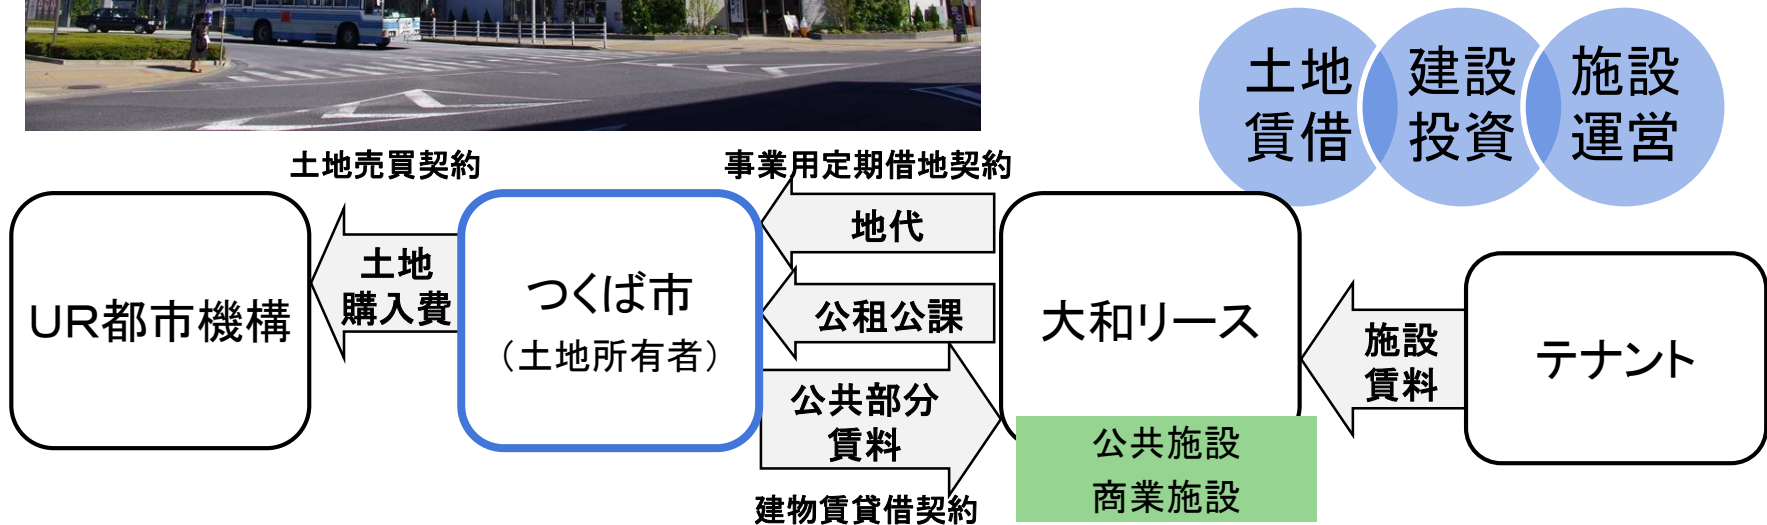 土地
賃借
建設
投資
施設
運営
土地売買契約
事業用定期借地契約
UR都市機構
土地
購入費
つくば市
（土地所有者）
地代
公租公課
公共部分
賃料
建物賃貸借契約
大和リース
公共施設
商業施設
施設
賃料
テナント